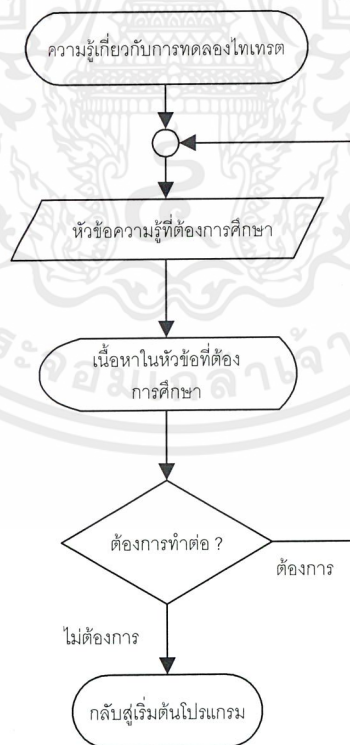 ความรู้เกี่ยวกับการทดลองไทเทรต
หัวข้อความรู้ที่ต้องการศึกษา
เนื้อหาในหัวข้อที่ต้อง
การศึกษา
ต้องการทำต่อ ?
ต้องการ
ไม่ต้องการ
กลับสู่เริ่มต้นโปรแกรม